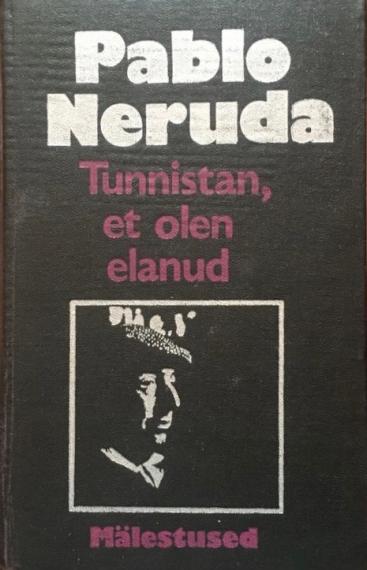 Pablo
Neruda
Tunnistan,
et olen
elanud
Mälestused